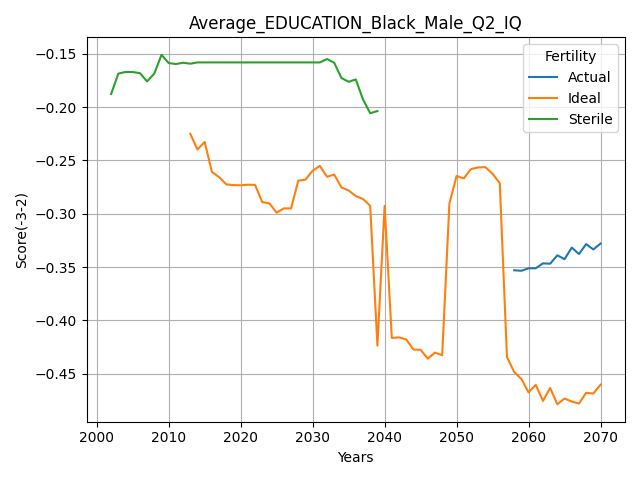 Average_EDUCATION_Black_Male_Q2_IQ
Fertility
Actual
Ideal
Sterile
Score(-3-2)
−0.15
−0.20
−0.25
−0.30
−0.35
−0.40
−0.45
2000
2010
2020
2030
2040
2050
2060
2070
Years